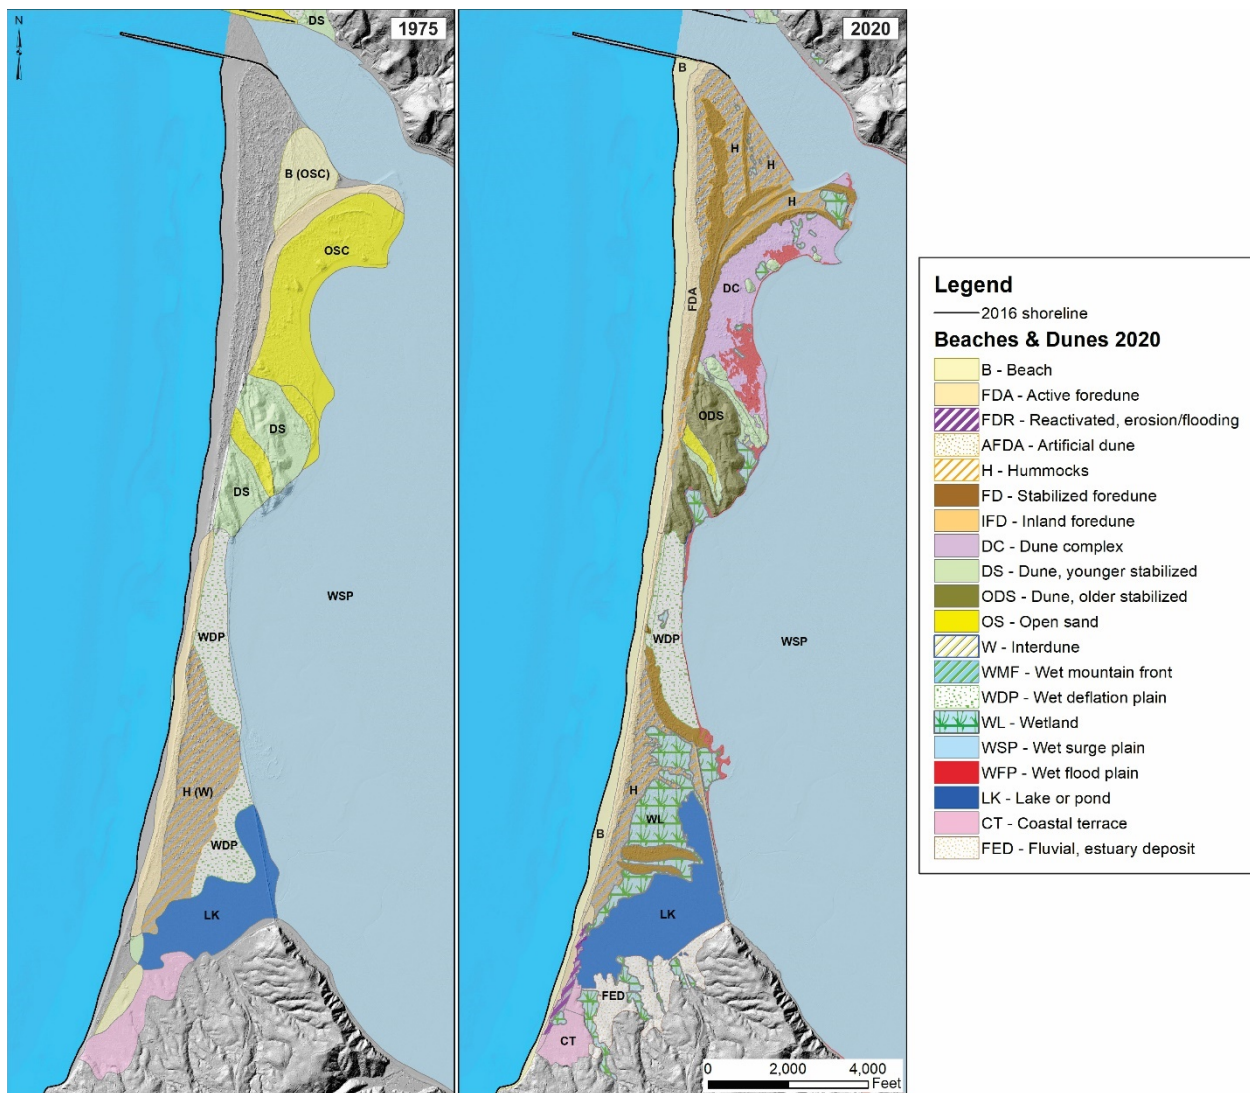 N
DS
1975
B (OSC)
OSC
DS
DS
WSP
WDP
H (W)
WDP
LK
2020
B
H
H
H
FDA
DC
ODS
WSP
WDP
H
WL
B
LK
FED
CT
0 2,000 4,000
Feet
Legend
2016 shoreline
Beaches & Dunes 2020
B - Beach
FDA - Active foredune
FDR - Reactivated, erosion/flooding
AFDA - Artificial dune
H - Hummocks
FD - Stabilized foredune
IFD - Inland foredune
DC - Dune complex
DS - Dune, younger stabilized
ODS - Dune, older stabilized
OS - Open sand
W - Interdune
WMF - Wet mountain front
WDP - Wet deflation plain
WL - Wetland
WSP - Wet surge plain
WFP - Wet flood plain
LK - Lake or pond
CT - Coastal terrace
FED - Fluvial, estuary deposit